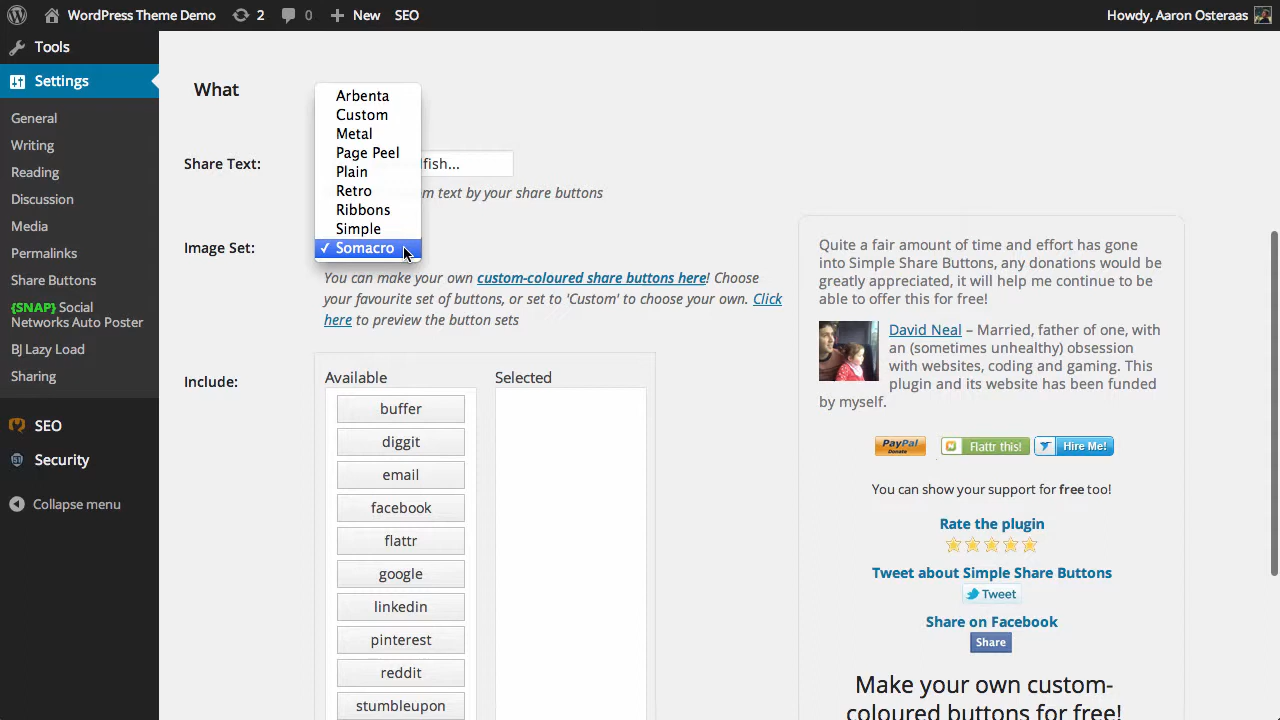 WordPress Theme Demo 2 0 New SEO Howdy, Aaron Osteraas
Tools
Settings
General
Writing
Reading
Discussion
Media
Permalinks
Share Buttons
{SNAP} Social
Networks Auto Poster
BJ Lazy Load
Sharing
SEO
Security
Collapse menu
What
Arbenta
Custom
Metal
Page Peel
Plain
Retro
Ribbons
Simple
✓ Somacro
Share Text:
fish...
text by your share buttons
Image Set:
You can make your own custom-coloured share buttons here! Choose
your favourite set of buttons, or set to 'Custom' to choose your own. Click
here to preview the button sets
Include:
Available
Selected
buffer
diggit
email
facebook
flattr
google
linkedin
pinterest
reddit
stumbleupon
Quite a fair amount of time and effort has gone
into Simple Share Buttons, any donations would be
greatly appreciated, it will help me continue to be
able to offer this for free!
David Neal – Married, father of one, with
an (sometimes unhealthy) obsession
with websites, coding and gaming. This
plugin and its website has been funded
by myself.
PayPal
Donate
Flattr this!
Hire Me!
You can show your support for free too!
Rate the plugin
Tweet about Simple Share Buttons
Tweet
Share on Facebook
Share
Make your own custom-
coloured buttons for free!